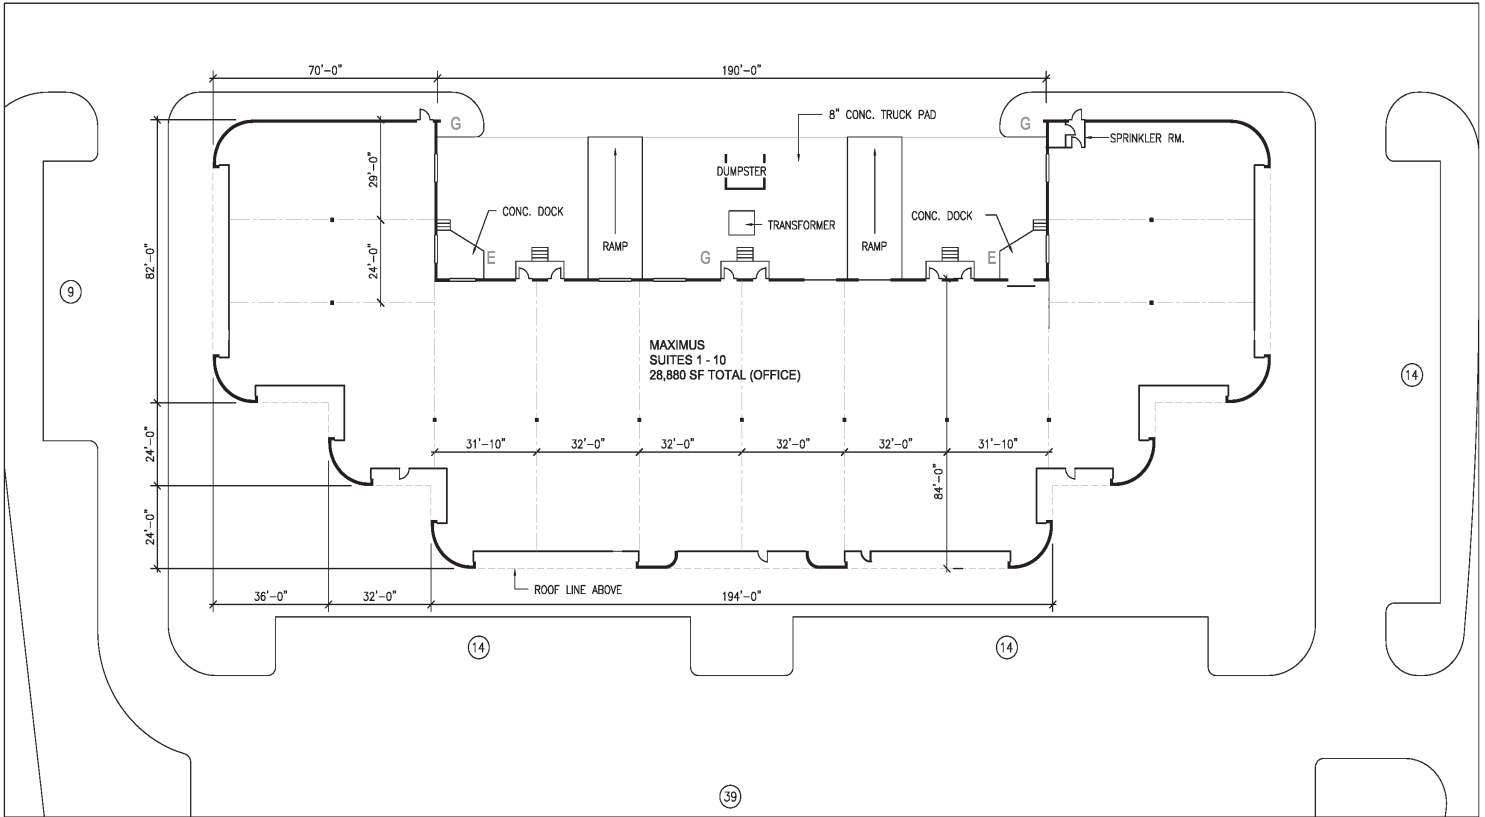 70'-0"
190'-0"
8" CONC. TRUCK PAD
G
G
SPRINKLER RM.
29'-0"
DUMPSTER
CONC. DOCK
CONC. DOCK
TRANSFORMER
RAMP
RAMP
E
G
E
82'-0"
24'-0"
9
MAXIMUS
SUITES 1 - 10
28,880 SF TOTAL (OFFICE)
14
31'-10"
32'-0"
32'-0"
32'-0"
32'-0"
31'-10"
24'-0"
84'-0"
24'-0"
ROOF LINE ABOVE
36'-0"
32'-0"
194'-0"
14
14
39